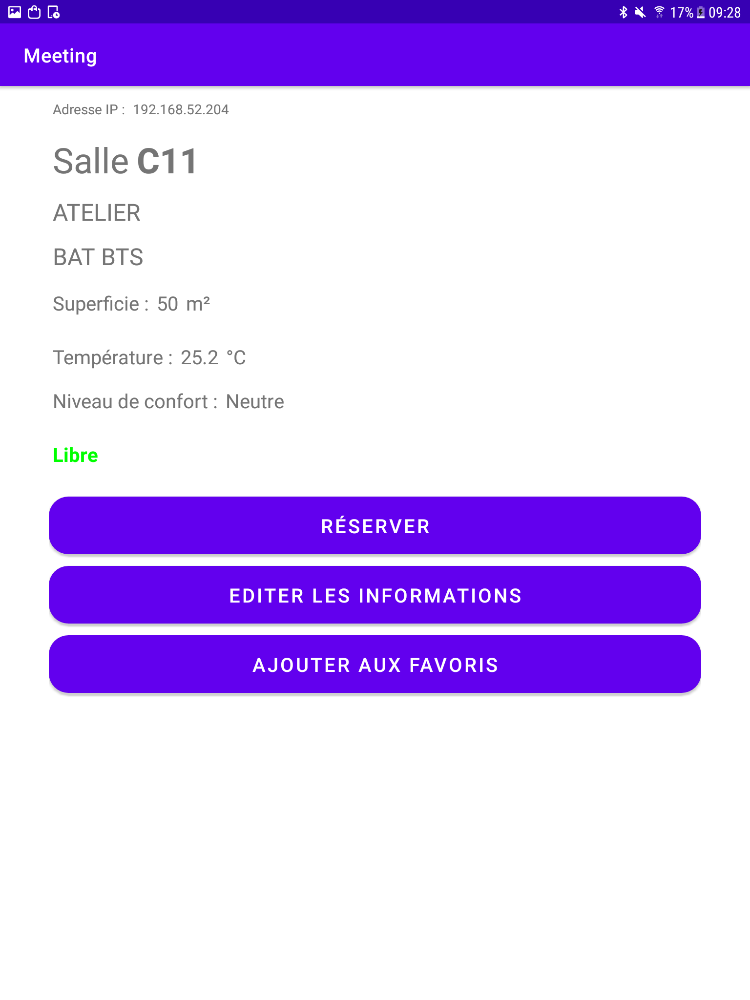 17% 09:28
Meeting
Adresse IP : 192.168.52.204
Salle C11
ATELIER
BAT BTS
Superficie : 50 m²
Température : 25.2 °C
Niveau de confort : Neutre
Libre
RÉSERVER
EDITER LES INFORMATIONS
AJOUTER AUX FAVORIS